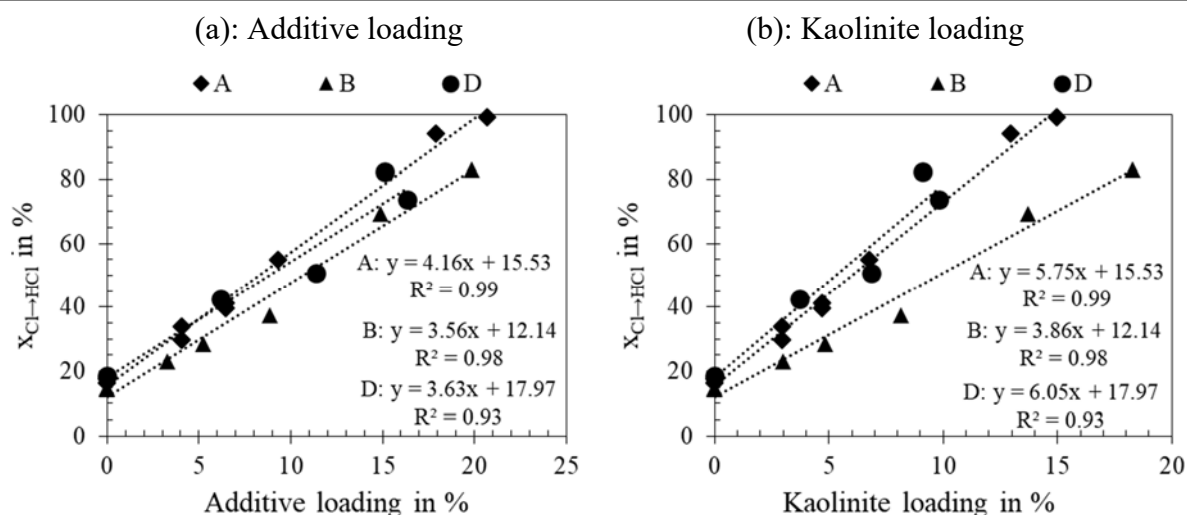 (a): Additive loading
A B D
100
80
60
40
20
0
0 5 10 15 20 25
x_Cl→HCl in %
Additive loading in %
A: y = 4.16x + 15.53
R² = 0.99
B: y = 3.56x + 12.14
R² = 0.98
D: y = 3.63x + 17.97
R² = 0.93
(b): Kaolinite loading
A B D
100
80
60
40
20
0
0 5 10 15 20
x_Cl→HCl in %
Kaolinite loading in %
A: y = 5.75x + 15.53
R² = 0.99
B: y = 3.86x + 12.14
R² = 0.98
D: y = 6.05x + 17.97
R² = 0.93